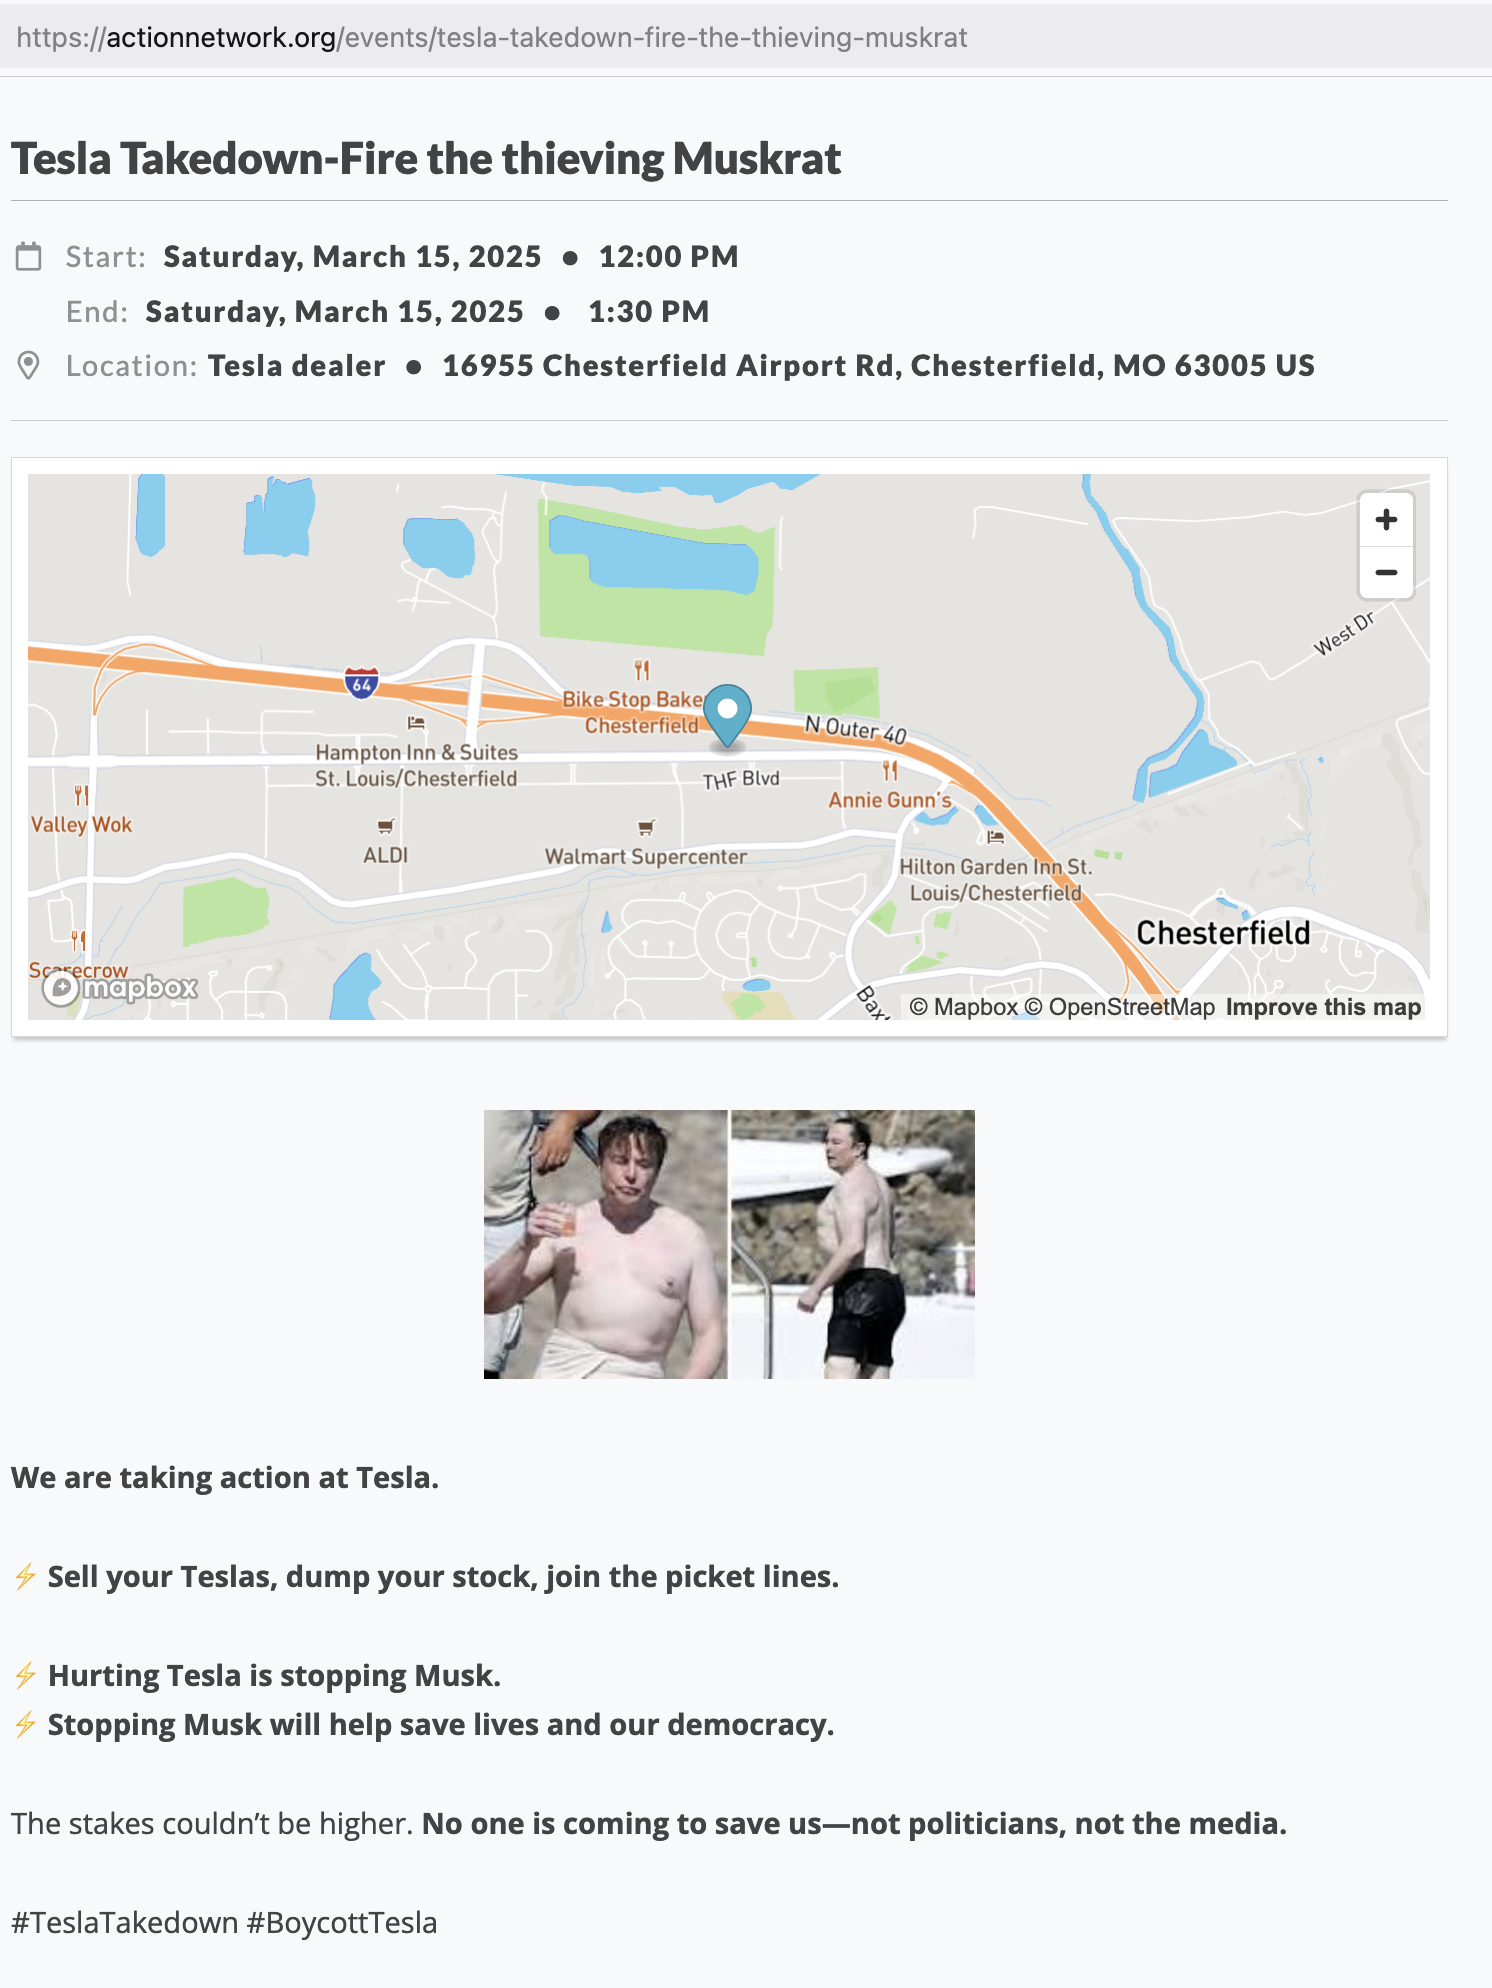 https://actionnetwork.org/events/tesla-takedown-fire-the-thieving-muskrat
Tesla Takedown-Fire the thieving Muskrat
Start: Saturday, March 15, 2025 ● 12:00 PM
End: Saturday, March 15, 2025 ● 1:30 PM
Location: Tesla dealer ● 16955 Chesterfield Airport Rd, Chesterfield, MO 63005 US
+
−
West Dr
64
Bike Stop Bake
Chesterfield
N Outer 40
Hampton Inn & Suites
St. Louis/Chesterfield
THF Blvd
Annie Gunn's
Valley Wok
ALDI
Walmart Supercenter
Hilton Garden Inn St.
Louis/Chesterfield
Chesterfield
Scarecrow
mapbox
Baxt
© Mapbox © OpenStreetMap Improve this map
We are taking action at Tesla.
⚡ Sell your Teslas, dump your stock, join the picket lines.
⚡ Hurting Tesla is stopping Musk.
⚡ Stopping Musk will help save lives and our democracy.
The stakes couldn’t be higher. No one is coming to save us—not politicians, not the media.
#TeslaTakedown #BoycottTesla